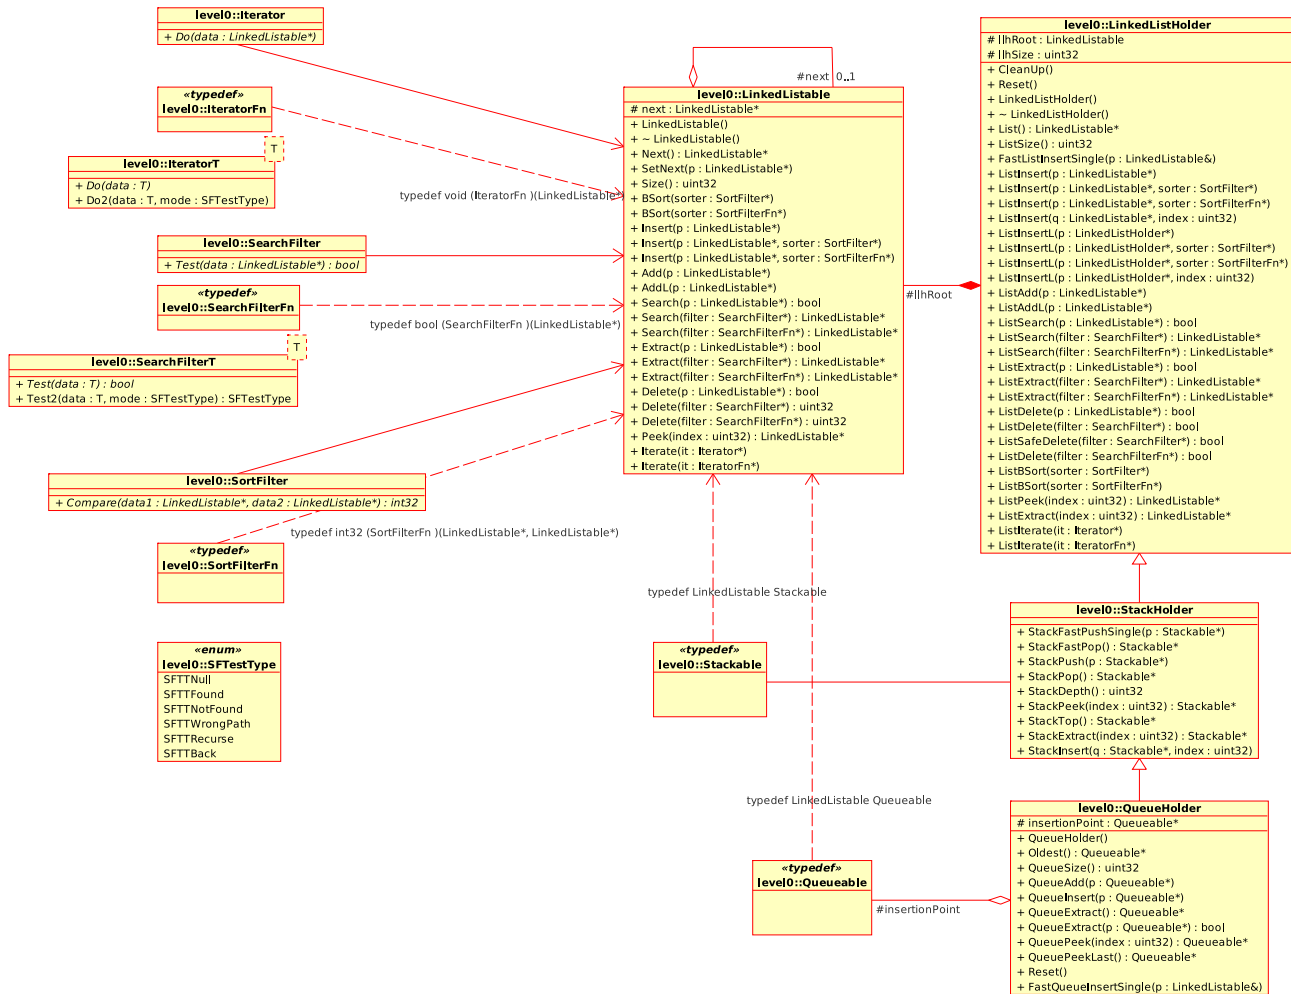 level0::Iterator
+ Do(data : LinkedListable*)
«typedef»
level0::IteratorFn
T
level0::IteratorT
+ Do(data : T)
+ Do2(data : T, mode : SFTestType)
level0::SearchFilter
+ Test(data : LinkedListable*) : bool
«typedef»
level0::SearchFilterFn
T
level0::SearchFilterT
+ Test(data : T) : bool
+ Test2(data : T, mode : SFTestType) : SFTestType
level0::SortFilter
+ Compare(data1 : LinkedListable*, data2 : LinkedListable*) : int32
«typedef»
level0::SortFilterFn
«enum»
level0::SFTestType
SFTTNull
SFTTFound
SFTTNotFound
SFTTWrongPath
SFTTRecurse
SFTTBack
typedef void (IteratorFn )(LinkedListable*)
typedef bool (SearchFilterFn )(LinkedListable*)
typedef int32 (SortFilterFn )(LinkedListable*, LinkedListable*)
#next 0..1
level0::LinkedListable
# next : LinkedListable*
+ LinkedListable()
+ ~ LinkedListable()
+ Next() : LinkedListable*
+ SetNext(p : LinkedListable*)
+ Size() : uint32
+ BSort(sorter : SortFilter*)
+ BSort(sorter : SortFilterFn*)
+ Insert(p : LinkedListable*)
+ Insert(p : LinkedListable*, sorter : SortFilter*)
+ Insert(p : LinkedListable*, sorter : SortFilterFn*)
+ Add(p : LinkedListable*)
+ AddL(p : LinkedListable*)
+ Search(p : LinkedListable*) : bool
+ Search(filter : SearchFilter*) : LinkedListable*
+ Search(filter : SearchFilterFn*) : LinkedListable*
+ Extract(p : LinkedListable*) : bool
+ Extract(filter : SearchFilter*) : LinkedListable*
+ Extract(filter : SearchFilterFn*) : LinkedListable*
+ Delete(p : LinkedListable*) : bool
+ Delete(filter : SearchFilter*) : uint32
+ Delete(filter : SearchFilterFn*) : uint32
+ Peek(index : uint32) : LinkedListable*
+ Iterate(it : Iterator*)
+ Iterate(it : IteratorFn*)
#llhRoot
level0::LinkedListHolder
# llhRoot : LinkedListable
# llhSize : uint32
+ CleanUp()
+ Reset()
+ LinkedListHolder()
+ ~ LinkedListHolder()
+ List() : LinkedListable*
+ ListSize() : uint32
+ FastListInsertSingle(p : LinkedListable&)
+ ListInsert(p : LinkedListable*)
+ ListInsert(p : LinkedListable*, sorter : SortFilter*)
+ ListInsert(p : LinkedListable*, sorter : SortFilterFn*)
+ ListInsert(q : LinkedListable*, index : uint32)
+ ListInsertL(p : LinkedListHolder*)
+ ListInsertL(p : LinkedListHolder*, sorter : SortFilter*)
+ ListInsertL(p : LinkedListHolder*, sorter : SortFilterFn*)
+ ListInsertL(p : LinkedListHolder*, index : uint32)
+ ListAdd(p : LinkedListable*)
+ ListAddL(p : LinkedListable*)
+ ListSearch(p : LinkedListable*) : bool
+ ListSearch(filter : SearchFilter*) : LinkedListable*
+ ListSearch(filter : SearchFilterFn*) : LinkedListable*
+ ListExtract(p : LinkedListable*) : bool
+ ListExtract(filter : SearchFilter*) : LinkedListable*
+ ListExtract(filter : SearchFilterFn*) : LinkedListable*
+ ListDelete(p : LinkedListable*) : bool
+ ListDelete(filter : SearchFilter*) : bool
+ ListSafeDelete(filter : SearchFilter*) : bool
+ ListDelete(filter : SearchFilterFn*) : bool
+ ListBSort(sorter : SortFilter*)
+ ListBSort(sorter : SortFilterFn*)
+ ListPeek(index : uint32) : LinkedListable*
+ ListExtract(index : uint32) : LinkedListable*
+ ListIterate(it : Iterator*)
+ ListIterate(it : IteratorFn*)
typedef LinkedListable Stackable
«typedef»
level0::Stackable
level0::StackHolder
+ StackFastPushSingle(p : Stackable*)
+ StackFastPop() : Stackable*
+ StackPush(p : Stackable*)
+ StackPop() : Stackable*
+ StackDepth() : uint32
+ StackPeek(index : uint32) : Stackable*
+ StackTop() : Stackable*
+ StackExtract(index : uint32) : Stackable*
+ StackInsert(q : Stackable*, index : uint32)
typedef LinkedListable Queueable
«typedef»
level0::Queueable
#insertionPoint
level0::QueueHolder
# insertionPoint : Queueable*
+ QueueHolder()
+ Oldest() : Queueable*
+ QueueSize() : uint32
+ QueueAdd(p : Queueable*)
+ QueueInsert(p : Queueable*)
+ QueueExtract() : Queueable*
+ QueueExtract(p : Queueable*) : bool
+ QueuePeek(index : uint32) : Queueable*
+ QueuePeekLast() : Queueable*
+ Reset()
+ FastQueueInsertSingle(p : LinkedListable&)